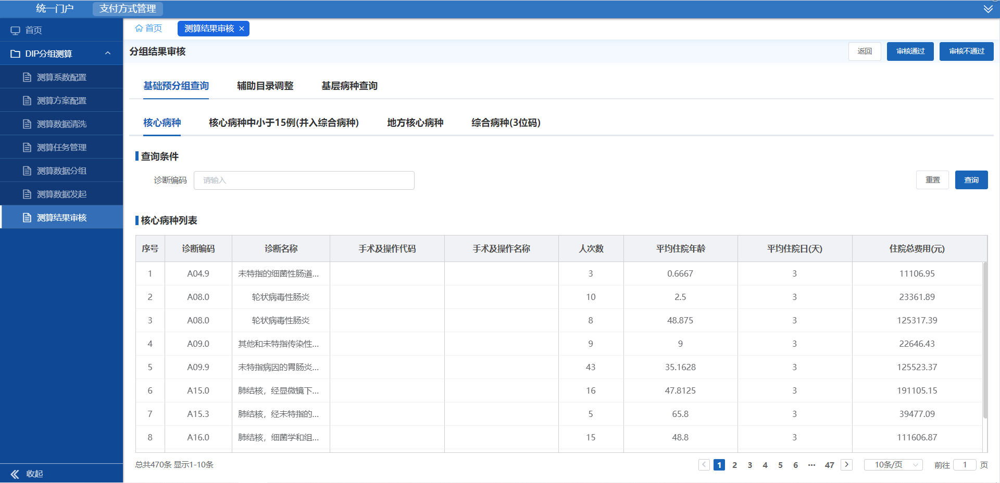 统一门户 支付方式管理
首页
DIP分组测算
测算系数配置
测算方案配置
测算数据清洗
测算任务管理
测算数据分组
测算数据发起
测算结果审核
收起
首页 测算结果审核 ×
分组结果审核 返回 审核通过 审核不通过
基础预分组查询 辅助目录调整 基层病种查询
核心病种 核心病种中小于15例(并入综合病种) 地方核心病种 综合病种(3位码)
查询条件
诊断编码 请输入 重置 查询
核心病种列表
序号 诊断编码 诊断名称 手术及操作代码 手术及操作名称 人次数 平均住院年龄 平均住院日(天) 住院总费用(元)
1 A04.9 未特指的细菌性肠道... 3 0.6667 3 11106.95
2 A08.0 轮状病毒性肠炎 10 2.5 3 23361.89
3 A08.0 轮状病毒性肠炎 8 48.875 3 125317.39
4 A09.0 其他和未特指传染性... 9 9 3 22646.43
5 A09.9 未特指病因的胃肠炎... 43 35.1628 3 125523.37
6 A15.0 肺结核，经显微镜下... 16 47.8125 3 191105.15
7 A15.3 肺结核，经未特指的... 5 65.8 3 39477.09
8 A16.0 肺结核，细菌学和组... 15 48.8 3 111606.87
总共470条 显示1-10条 1 2 3 4 5 6 ... 47 10条/页 前往 1 页